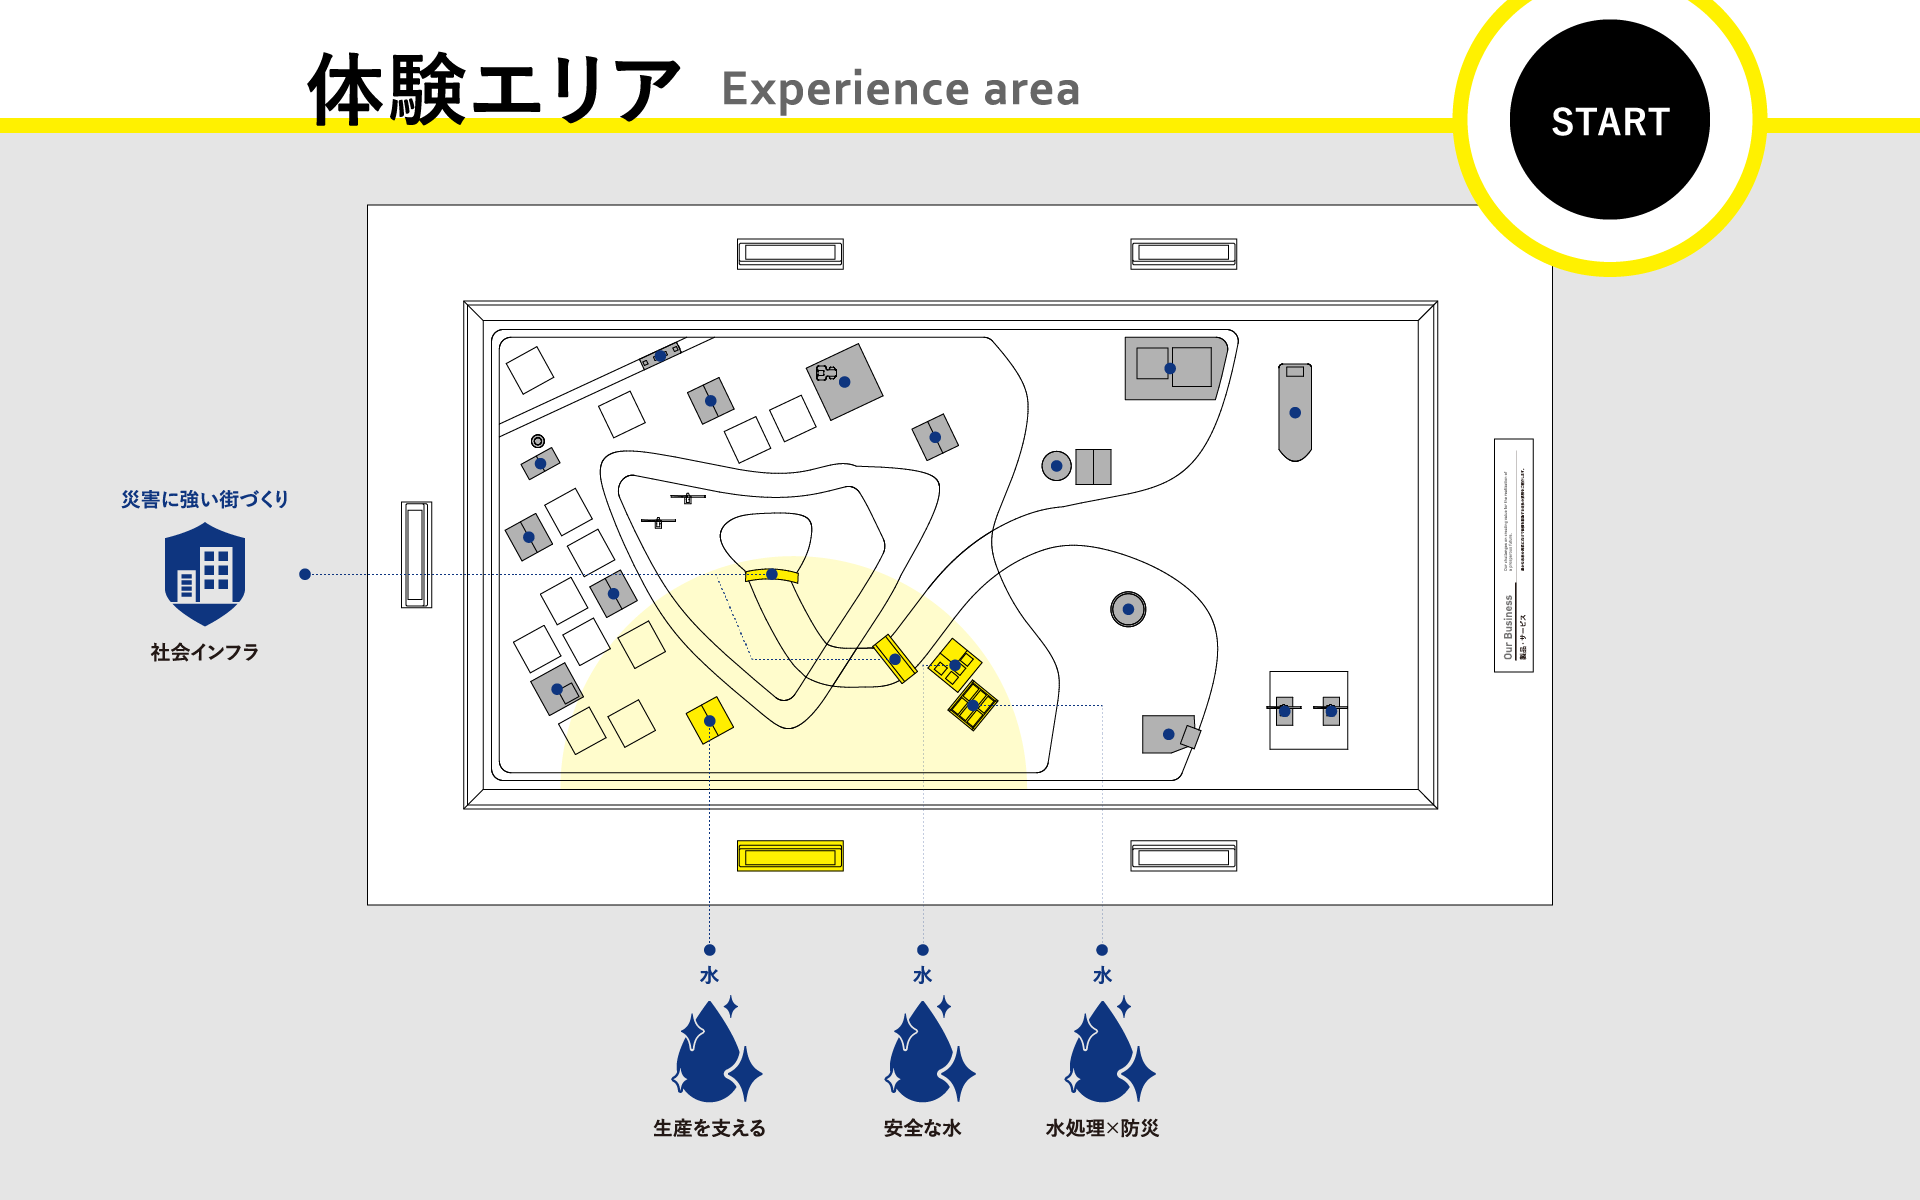 体験エリア
Experience area
START
災害に強い街づくり
社会インフラ
Our Business
製品・サービス
水
生産を支える
水
安全な水
水
水処理×防災